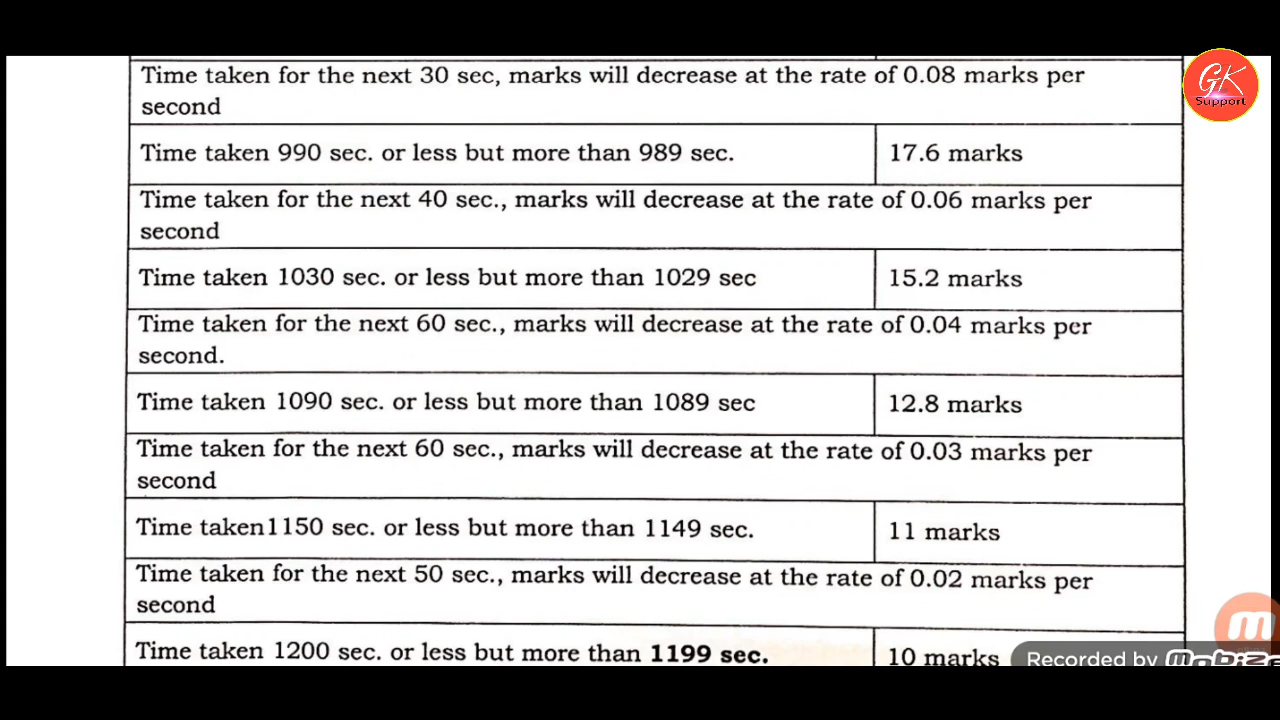 GK
Support
Time taken for the next 30 sec, marks will decrease at the rate of 0.08 marks per
second
Time taken 990 sec. or less but more than 989 sec. 17.6 marks
Time taken for the next 40 sec., marks will decrease at the rate of 0.06 marks per
second
Time taken 1030 sec. or less but more than 1029 sec 15.2 marks
Time taken for the next 60 sec., marks will decrease at the rate of 0.04 marks per
second.
Time taken 1090 sec. or less but more than 1089 sec 12.8 marks
Time taken for the next 60 sec., marks will decrease at the rate of 0.03 marks per
second
Time taken1150 sec. or less but more than 1149 sec. 11 marks
Time taken for the next 50 sec., marks will decrease at the rate of 0.02 marks per
second
Time taken 1200 sec. or less but more than 1199 sec. 10 marks
Recorded by